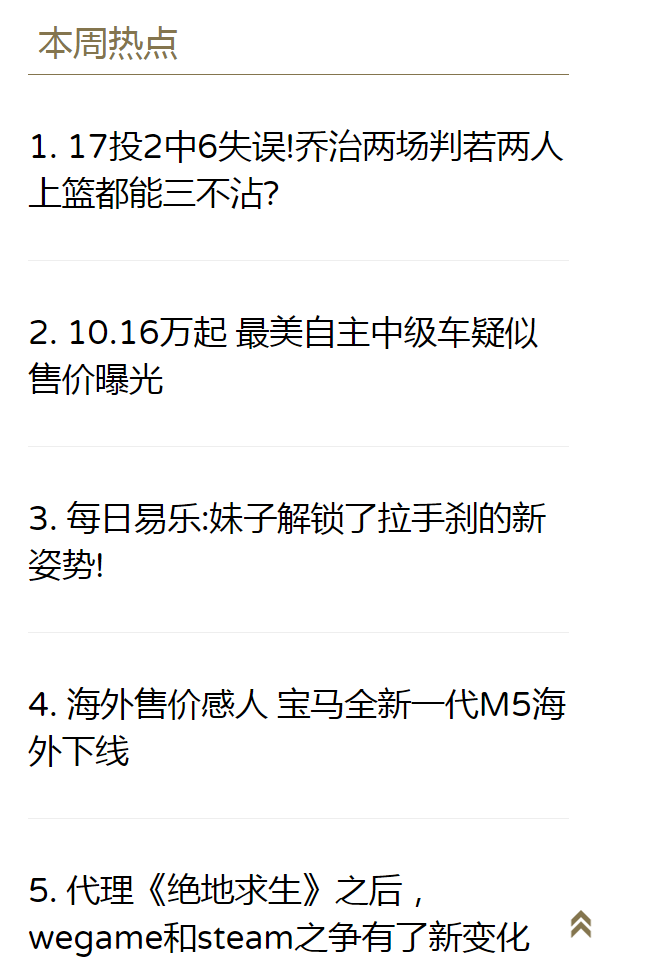 本周热点
1. 17投2中6失误!乔治两场判若两人
上篮都能三不沾?
2. 10.16万起 最美自主中级车疑似
售价曝光
3. 每日易乐:妹子解锁了拉手刹的新
姿势!
4. 海外售价感人 宝马全新一代M5海
外下线
5. 代理《绝地求生》之后，
wegame和steam之争有了新变化